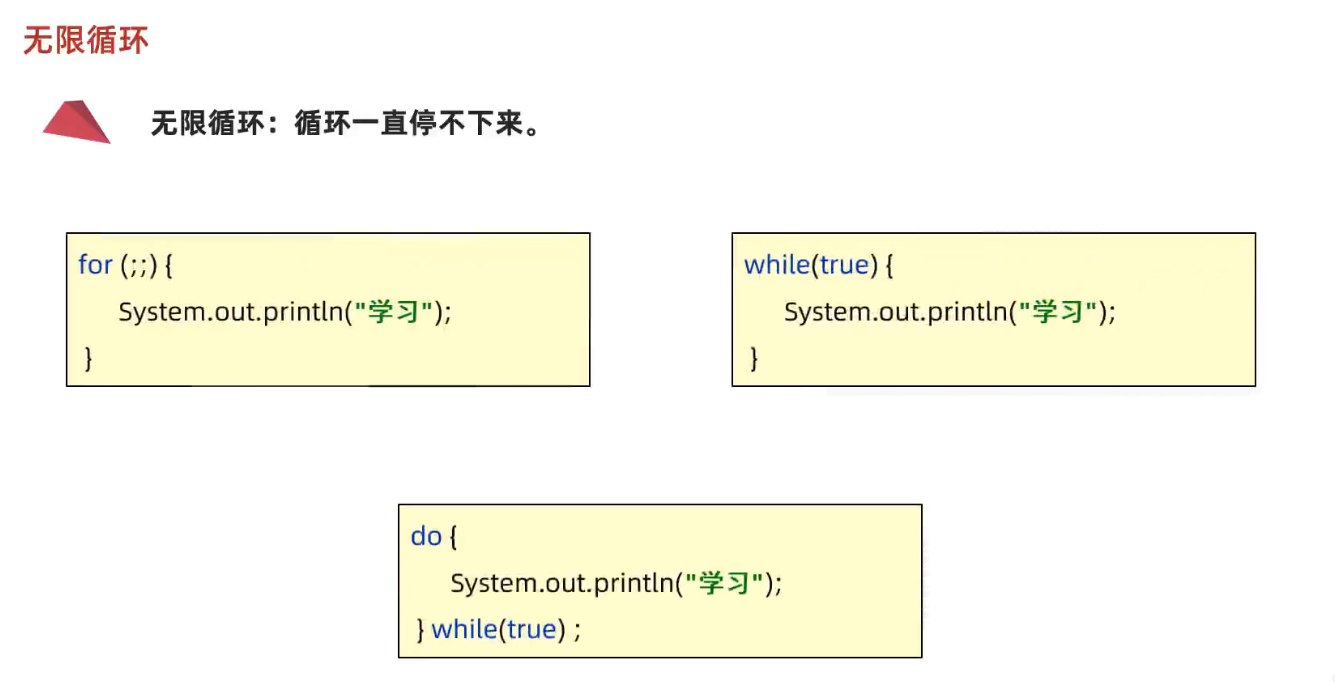 无限循环
无限循环：循环一直停不下来。
for (;;) {
System.out.println("学习");
}
while(true) {
System.out.println("学习");
}
do {
System.out.println("学习");
} while(true) ;